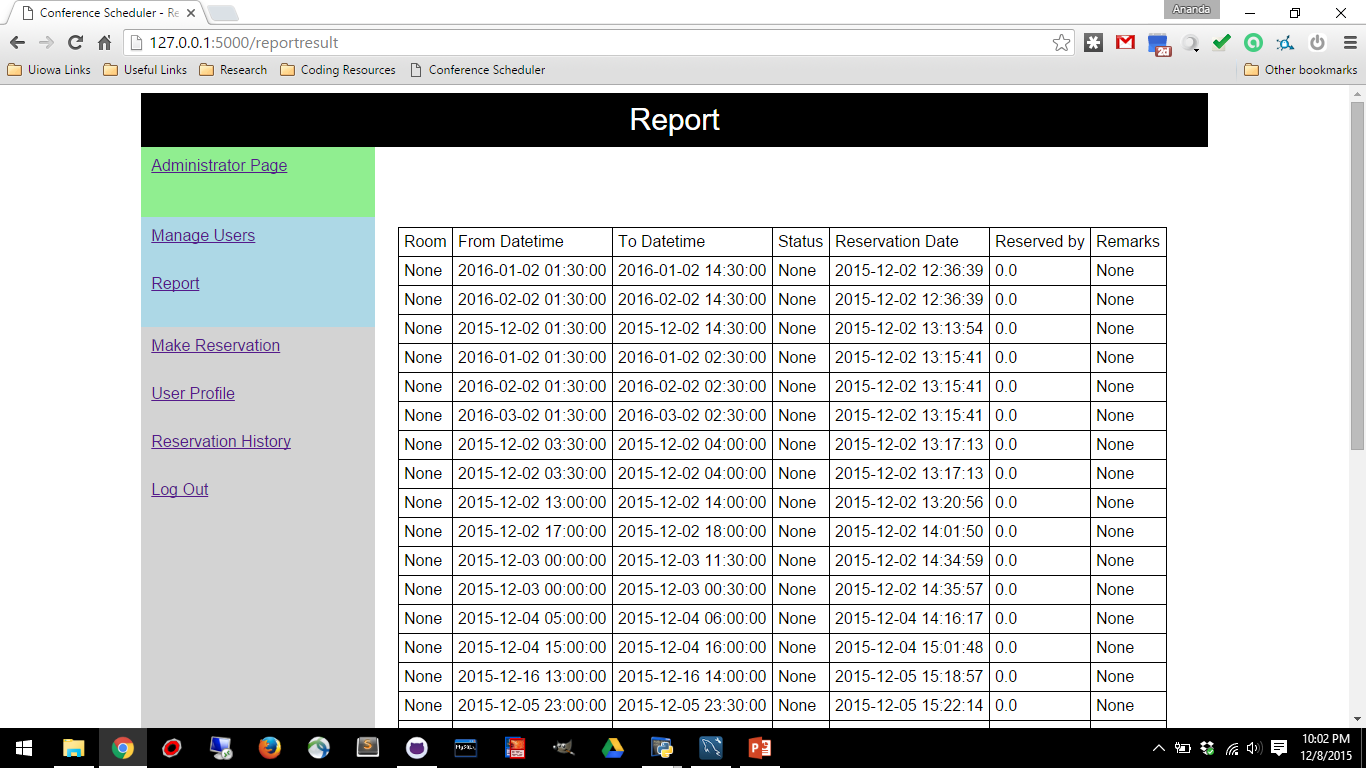 Conference Scheduler - Re
Ananda
127.0.0.1:5000/reportresult
Uiowa Links Useful Links Research Coding Resources Conference Scheduler Other bookmarks
Report
Administrator Page
Manage Users
Report
Make Reservation
User Profile
Reservation History
Log Out
Room From Datetime To Datetime Status Reservation Date Reserved by Remarks
None 2016-01-02 01:30:00 2016-01-02 14:30:00 None 2015-12-02 12:36:39 0.0 None
None 2016-02-02 01:30:00 2016-02-02 14:30:00 None 2015-12-02 12:36:39 0.0 None
None 2015-12-02 01:30:00 2015-12-02 14:30:00 None 2015-12-02 13:13:54 0.0 None
None 2016-01-02 01:30:00 2016-01-02 02:30:00 None 2015-12-02 13:15:41 0.0 None
None 2016-02-02 01:30:00 2016-02-02 02:30:00 None 2015-12-02 13:15:41 0.0 None
None 2016-03-02 01:30:00 2016-03-02 02:30:00 None 2015-12-02 13:15:41 0.0 None
None 2015-12-02 03:30:00 2015-12-02 04:00:00 None 2015-12-02 13:17:13 0.0 None
None 2015-12-02 03:30:00 2015-12-02 04:00:00 None 2015-12-02 13:17:13 0.0 None
None 2015-12-02 13:00:00 2015-12-02 14:00:00 None 2015-12-02 13:20:56 0.0 None
None 2015-12-02 17:00:00 2015-12-02 18:00:00 None 2015-12-02 14:01:50 0.0 None
None 2015-12-03 00:00:00 2015-12-03 11:30:00 None 2015-12-02 14:34:59 0.0 None
None 2015-12-03 00:00:00 2015-12-03 00:30:00 None 2015-12-02 14:35:57 0.0 None
None 2015-12-04 05:00:00 2015-12-04 06:00:00 None 2015-12-04 14:16:17 0.0 None
None 2015-12-04 15:00:00 2015-12-04 16:00:00 None 2015-12-04 15:01:48 0.0 None
None 2015-12-16 13:00:00 2015-12-16 14:00:00 None 2015-12-05 15:18:57 0.0 None
None 2015-12-05 23:00:00 2015-12-05 23:30:00 None 2015-12-05 15:22:14 0.0 None
10:02 PM
12/8/2015